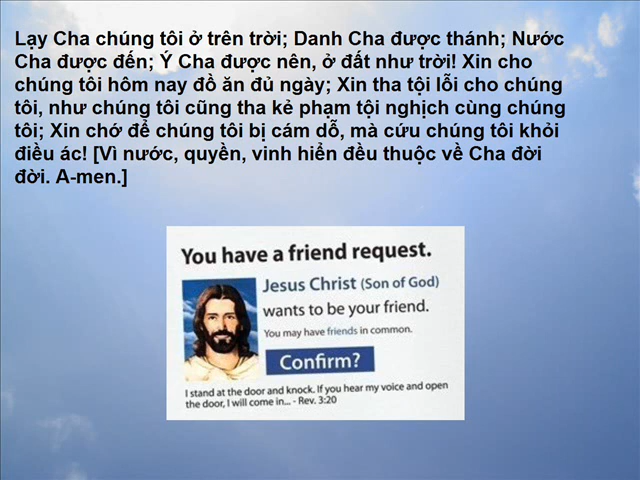 Lạy Cha chúng tôi ở trên trời; Danh Cha được thánh; Nước
Cha được đến; Ý Cha được nên, ở đất như trời! Xin cho
chúng tôi hôm nay đồ ăn đủ ngày; Xin tha tội lỗi cho chúng
tôi, như chúng tôi cũng tha kẻ phạm tội nghịch cùng chúng
tôi; Xin chớ để chúng tôi bị cám dỗ, mà cứu chúng tôi khỏi
điều ác! [Vì nước, quyền, vinh hiển đều thuộc về Cha đời
đời. A-men.]
You have a friend request.
Jesus Christ (Son of God)
wants to be your friend.
You may have friends in common.
Confirm?
I stand at the door and knock. If you hear my voice and open
the door, I will come in... - Rev. 3:20